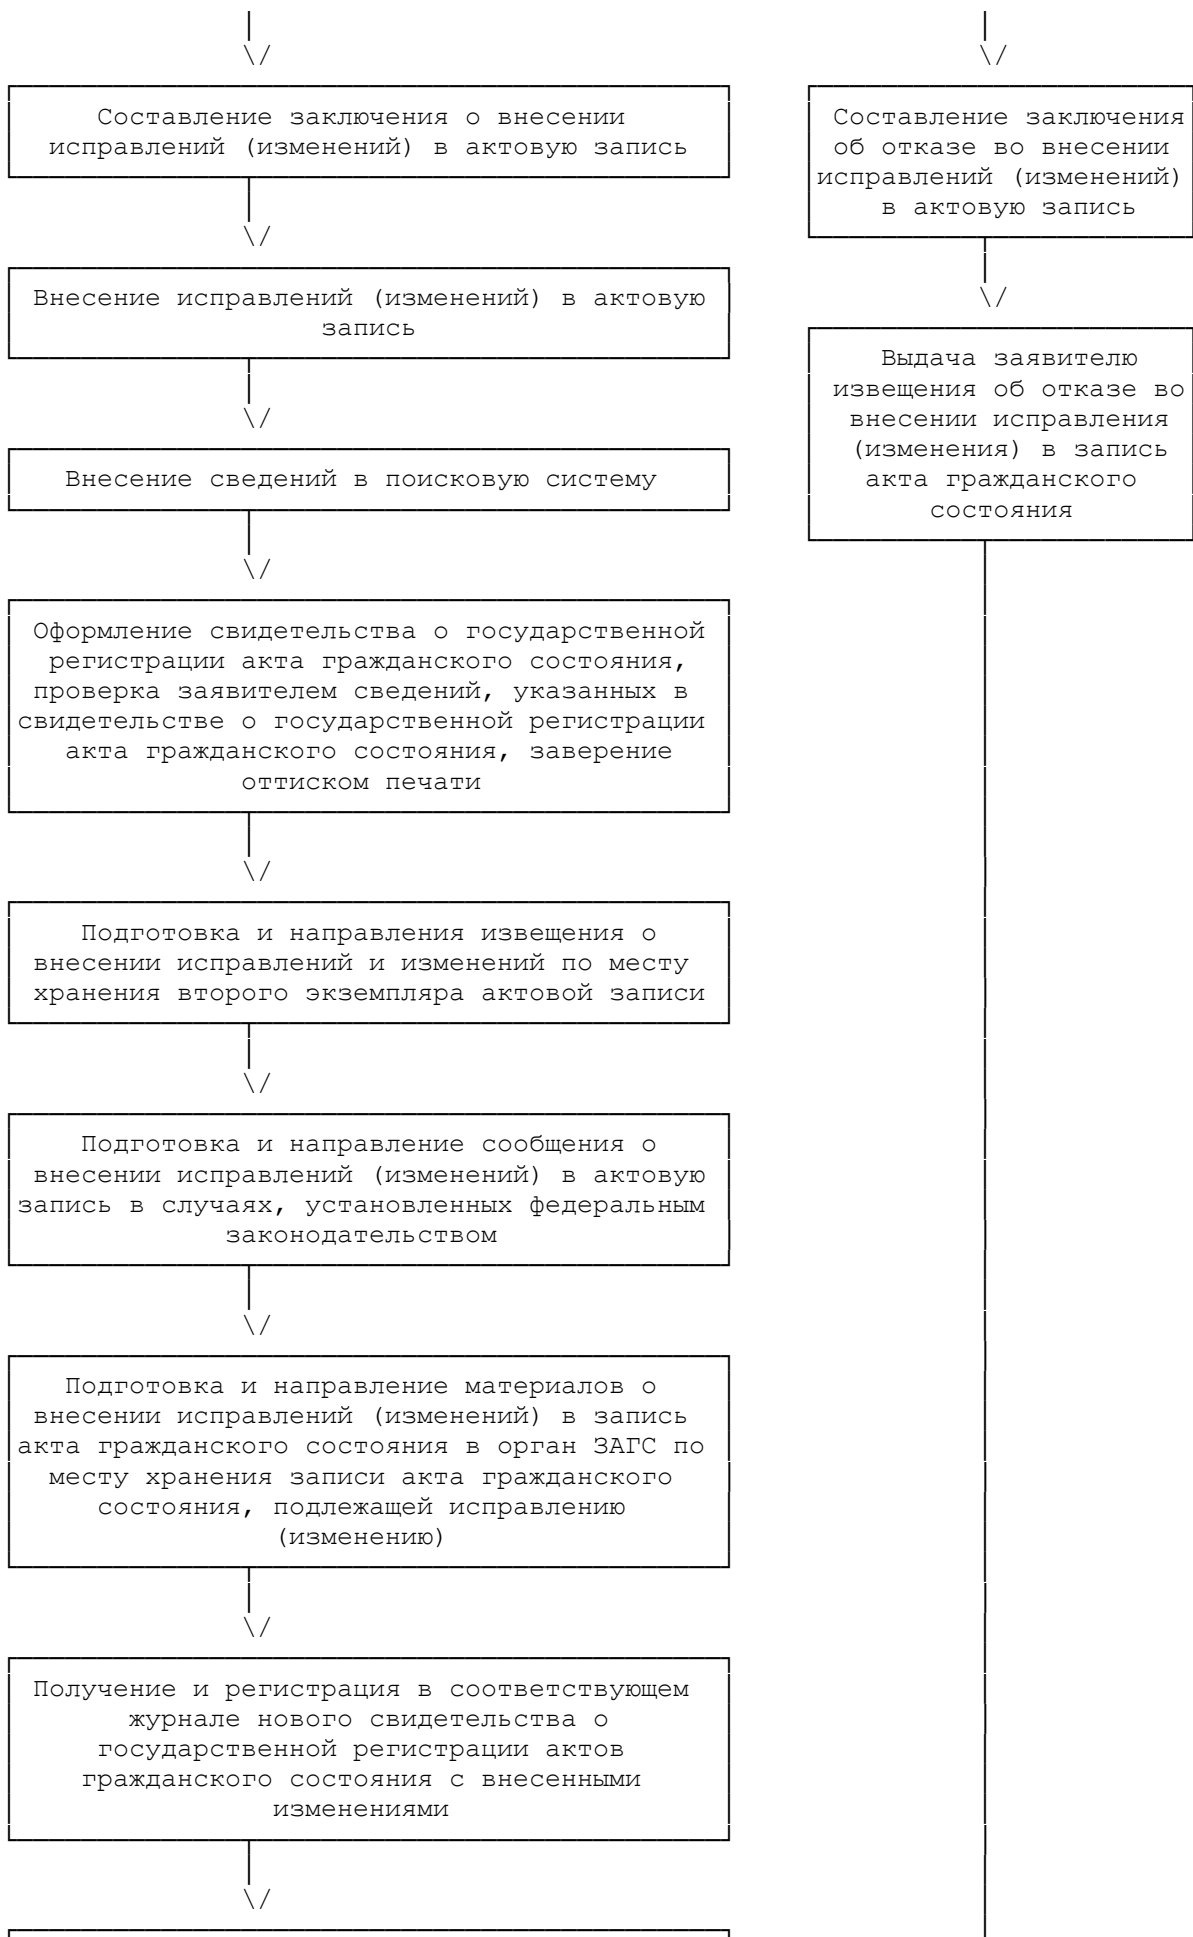 Составление заключения о внесении
исправлений (изменений) в актовую запись
Составление заключения
об отказе во внесении
исправлений (изменений)
в актовую запись
Внесение исправлений (изменений) в актовую
запись
Выдача заявителю
извещения об отказе во
внесении исправления
(изменения) в запись
акта гражданского
состояния
Внесение сведений в поисковую систему
Оформление свидетельства о государственной
регистрации акта гражданского состояния,
проверка заявителем сведений, указанных в
свидетельстве о государственной регистрации
акта гражданского состояния, заверение
оттиском печати
Подготовка и направления извещения о
внесении исправлений и изменений по месту
хранения второго экземпляра актовой записи
Подготовка и направление сообщения о
внесении исправлений (изменений) в актовую
запись в случаях, установленных федеральным
законодательством
Подготовка и направление материалов о
внесении исправлений (изменений) в запись
акта гражданского состояния в орган ЗАГС по
месту хранения записи акта гражданского
состояния, подлежащей исправлению
(изменению)
Получение и регистрация в соответствующем
журнале нового свидетельства о
государственной регистрации актов
гражданского состояния с внесенными
изменениями